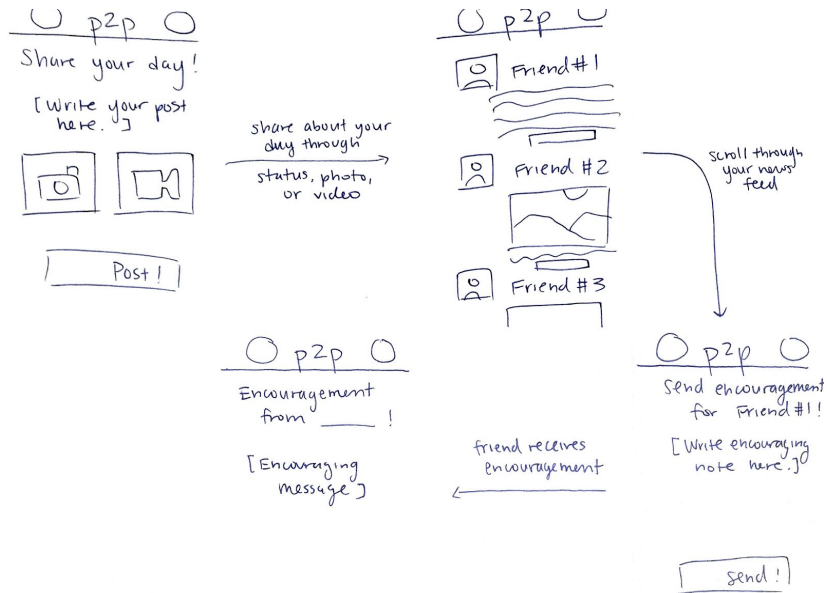 p2p
Share your day!
[Write your post
here.]
Post!
share about your
day through
status, photo,
or video
p2p
Friend #1
Friend #2
Friend #3
scroll through
your news
feed
p2p
Send encouragement
for Friend #1!
[Write encouraging
note here.]
Send!
friend receives
encouragement
p2p
Encouragement
from ______ !
[Encouraging
message]